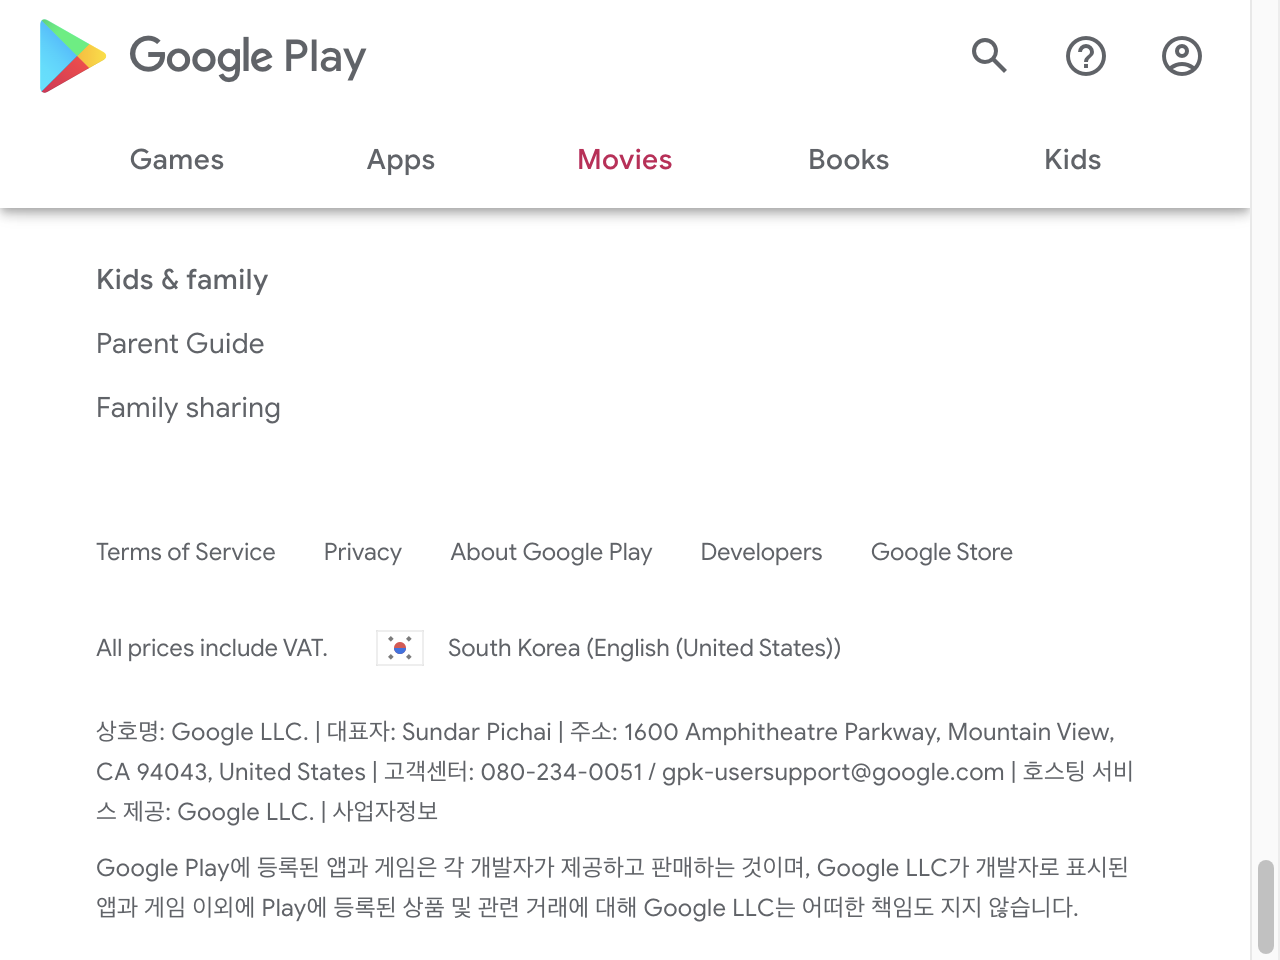 Google Play
Games Apps Movies Books Kids
Kids & family
Parent Guide
Family sharing
Terms of Service Privacy About Google Play Developers Google Store
All prices include VAT. South Korea (English (United States))
상호명: Google LLC. | 대표자: Sundar Pichai | 주소: 1600 Amphitheatre Parkway, Mountain View,
CA 94043, United States | 고객센터: 080-234-0051 / gpk-usersupport@google.com | 호스팅 서비
스 제공: Google LLC. | 사업자정보
Google Play에 등록된 앱과 게임은 각 개발자가 제공하고 판매하는 것이며, Google LLC가 개발자로 표시된
앱과 게임 이외에 Play에 등록된 상품 및 관련 거래에 대해 Google LLC는 어떠한 책임도 지지 않습니다.